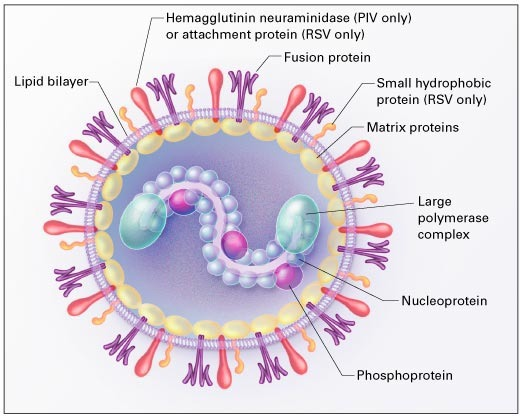 Hemagglutinin neuraminidase (PIV only)
or attachment protein (RSV only)
Fusion protein
Lipid bilayer
Small hydrophobic
protein (RSV only)
Matrix proteins
Large
polymerase
complex
Nucleoprotein
Phosphoprotein